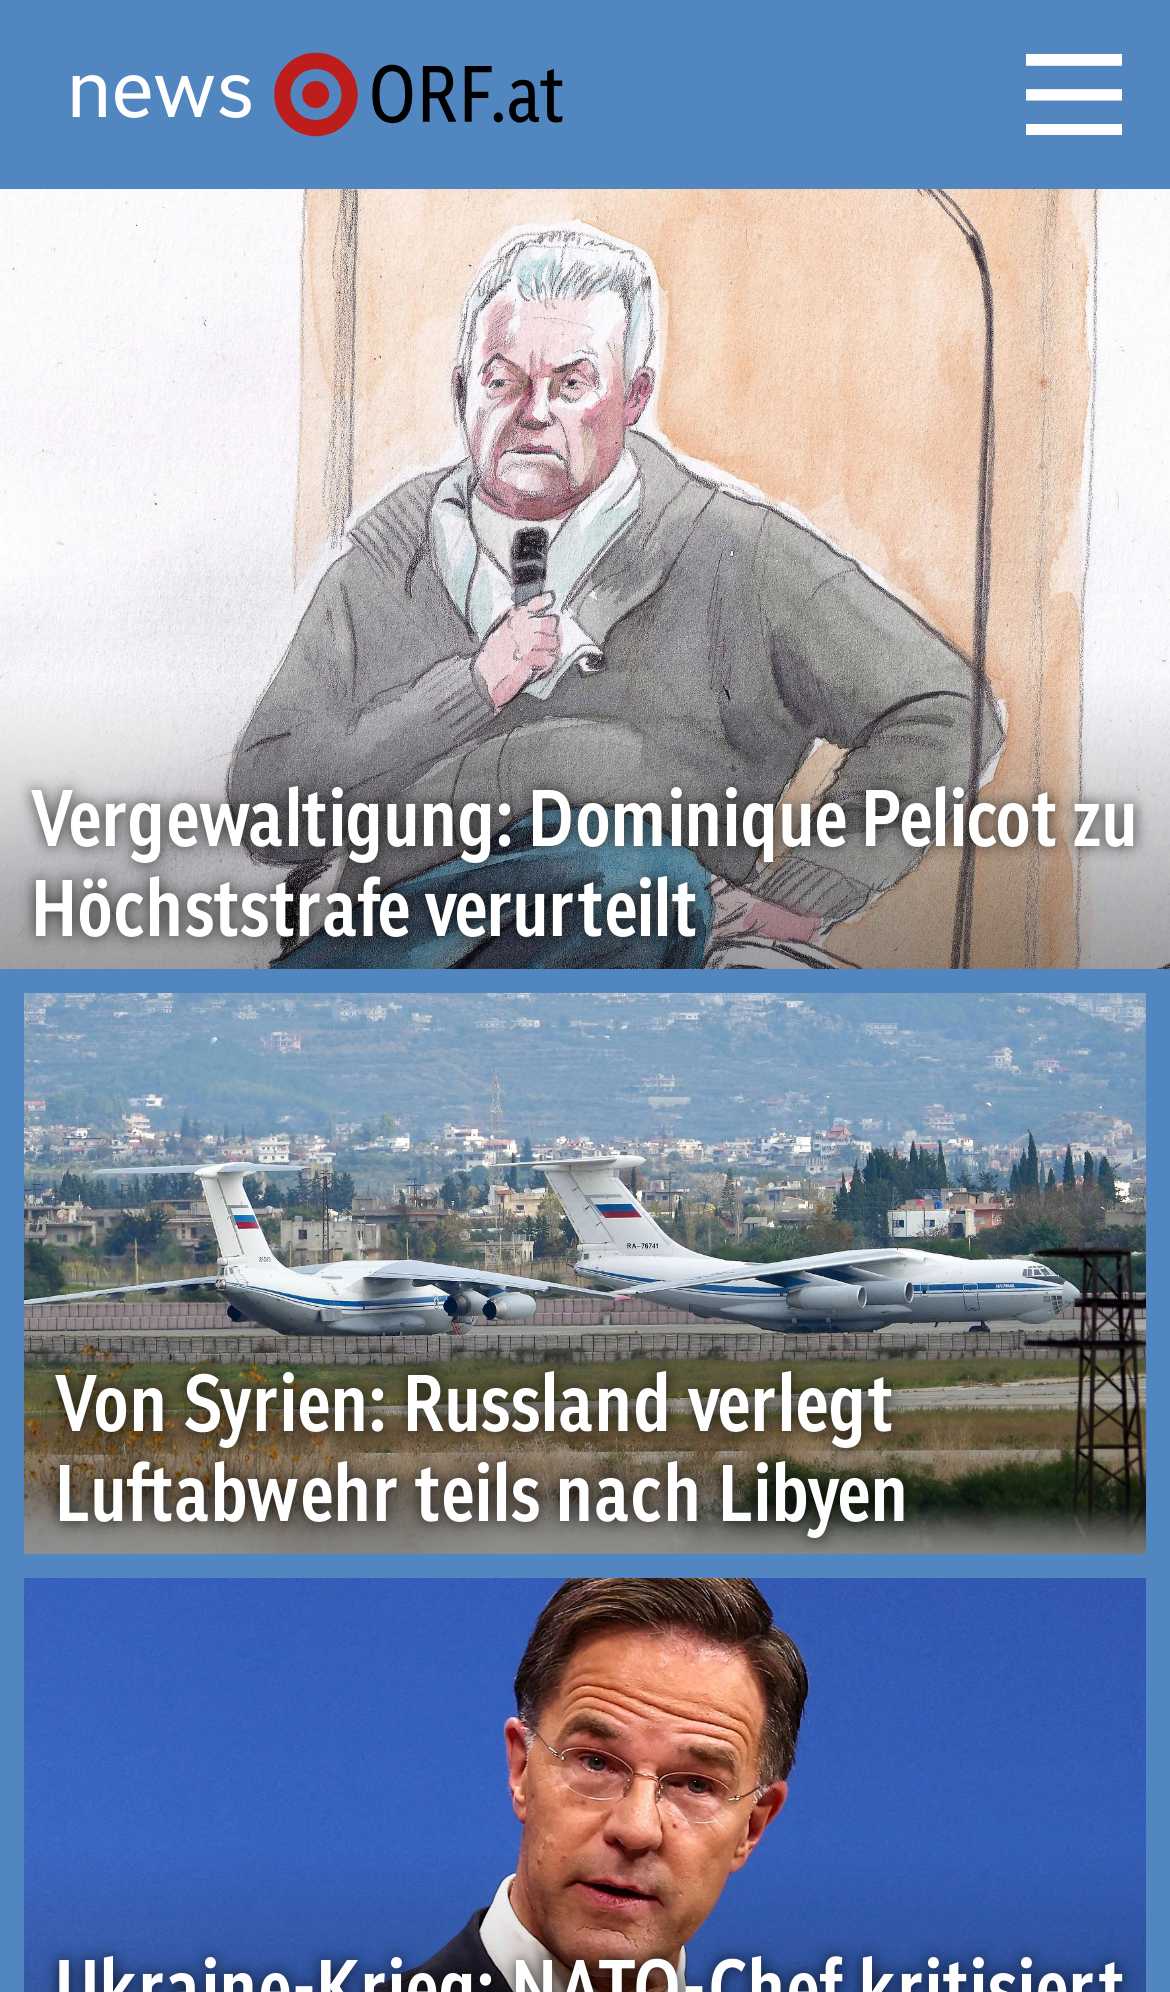 news ORF.at
Vergewaltigung: Dominique Pelicot zu
Höchststrafe verurteilt
RA-76741
Von Syrien: Russland verlegt
Luftabwehr teils nach Libyen
Ukraine-Krieg: NATO-Chef kritisiert